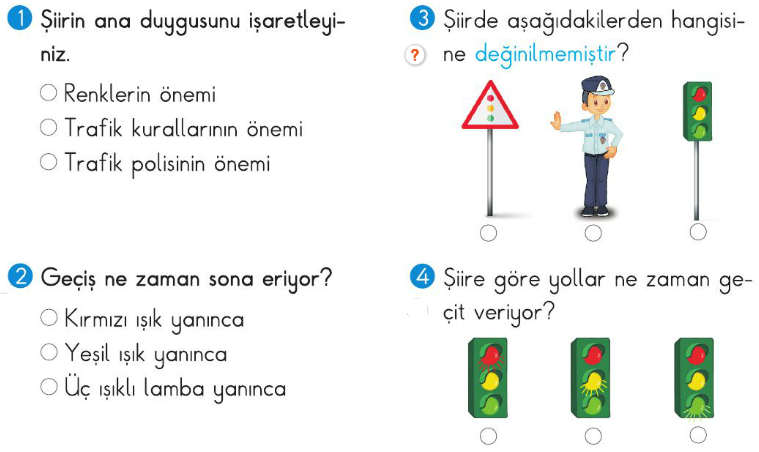 1 Şiirin ana duygusunu işaretleyi-
niz.
Renklerin önemi
Trafik kurallarının önemi
Trafik polisinin önemi
2 Geçiş ne zaman sona eriyor?
Kırmızı ışık yanınca
Yeşil ışık yanınca
Üç ışıklı lamba yanınca
3 Şiirde aşağıdakilerden hangisi-
? ne değinilmemiştir?
4 Şiire göre yollar ne zaman ge-
çit veriyor?